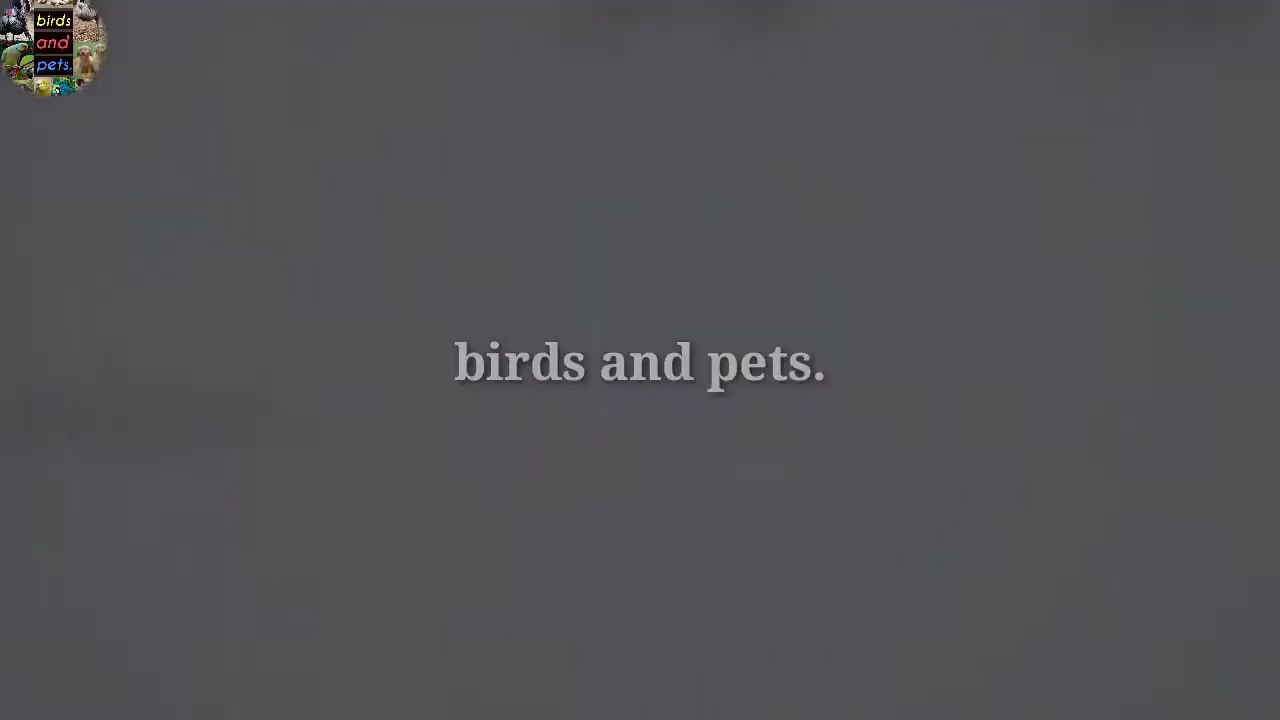 birds
and
pets.
birds and pets.